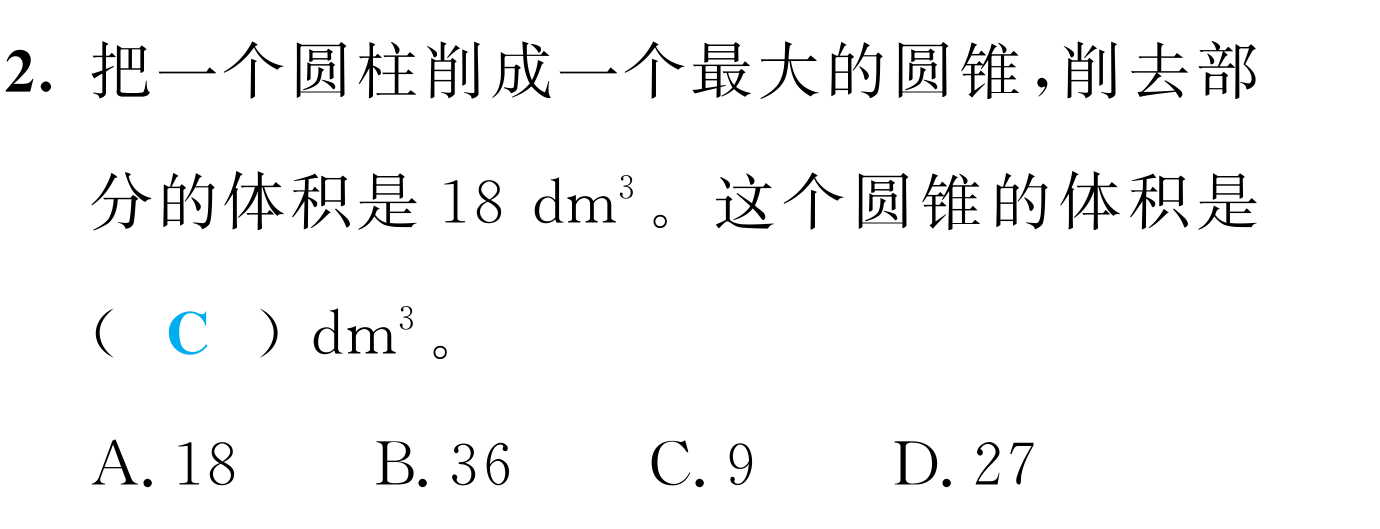 2. 把一个圆柱削成一个最大的圆锥,削去部
分的体积是 18 dm³。这个圆锥的体积是
( C ) dm³。
A. 18 B. 36 C. 9 D. 27